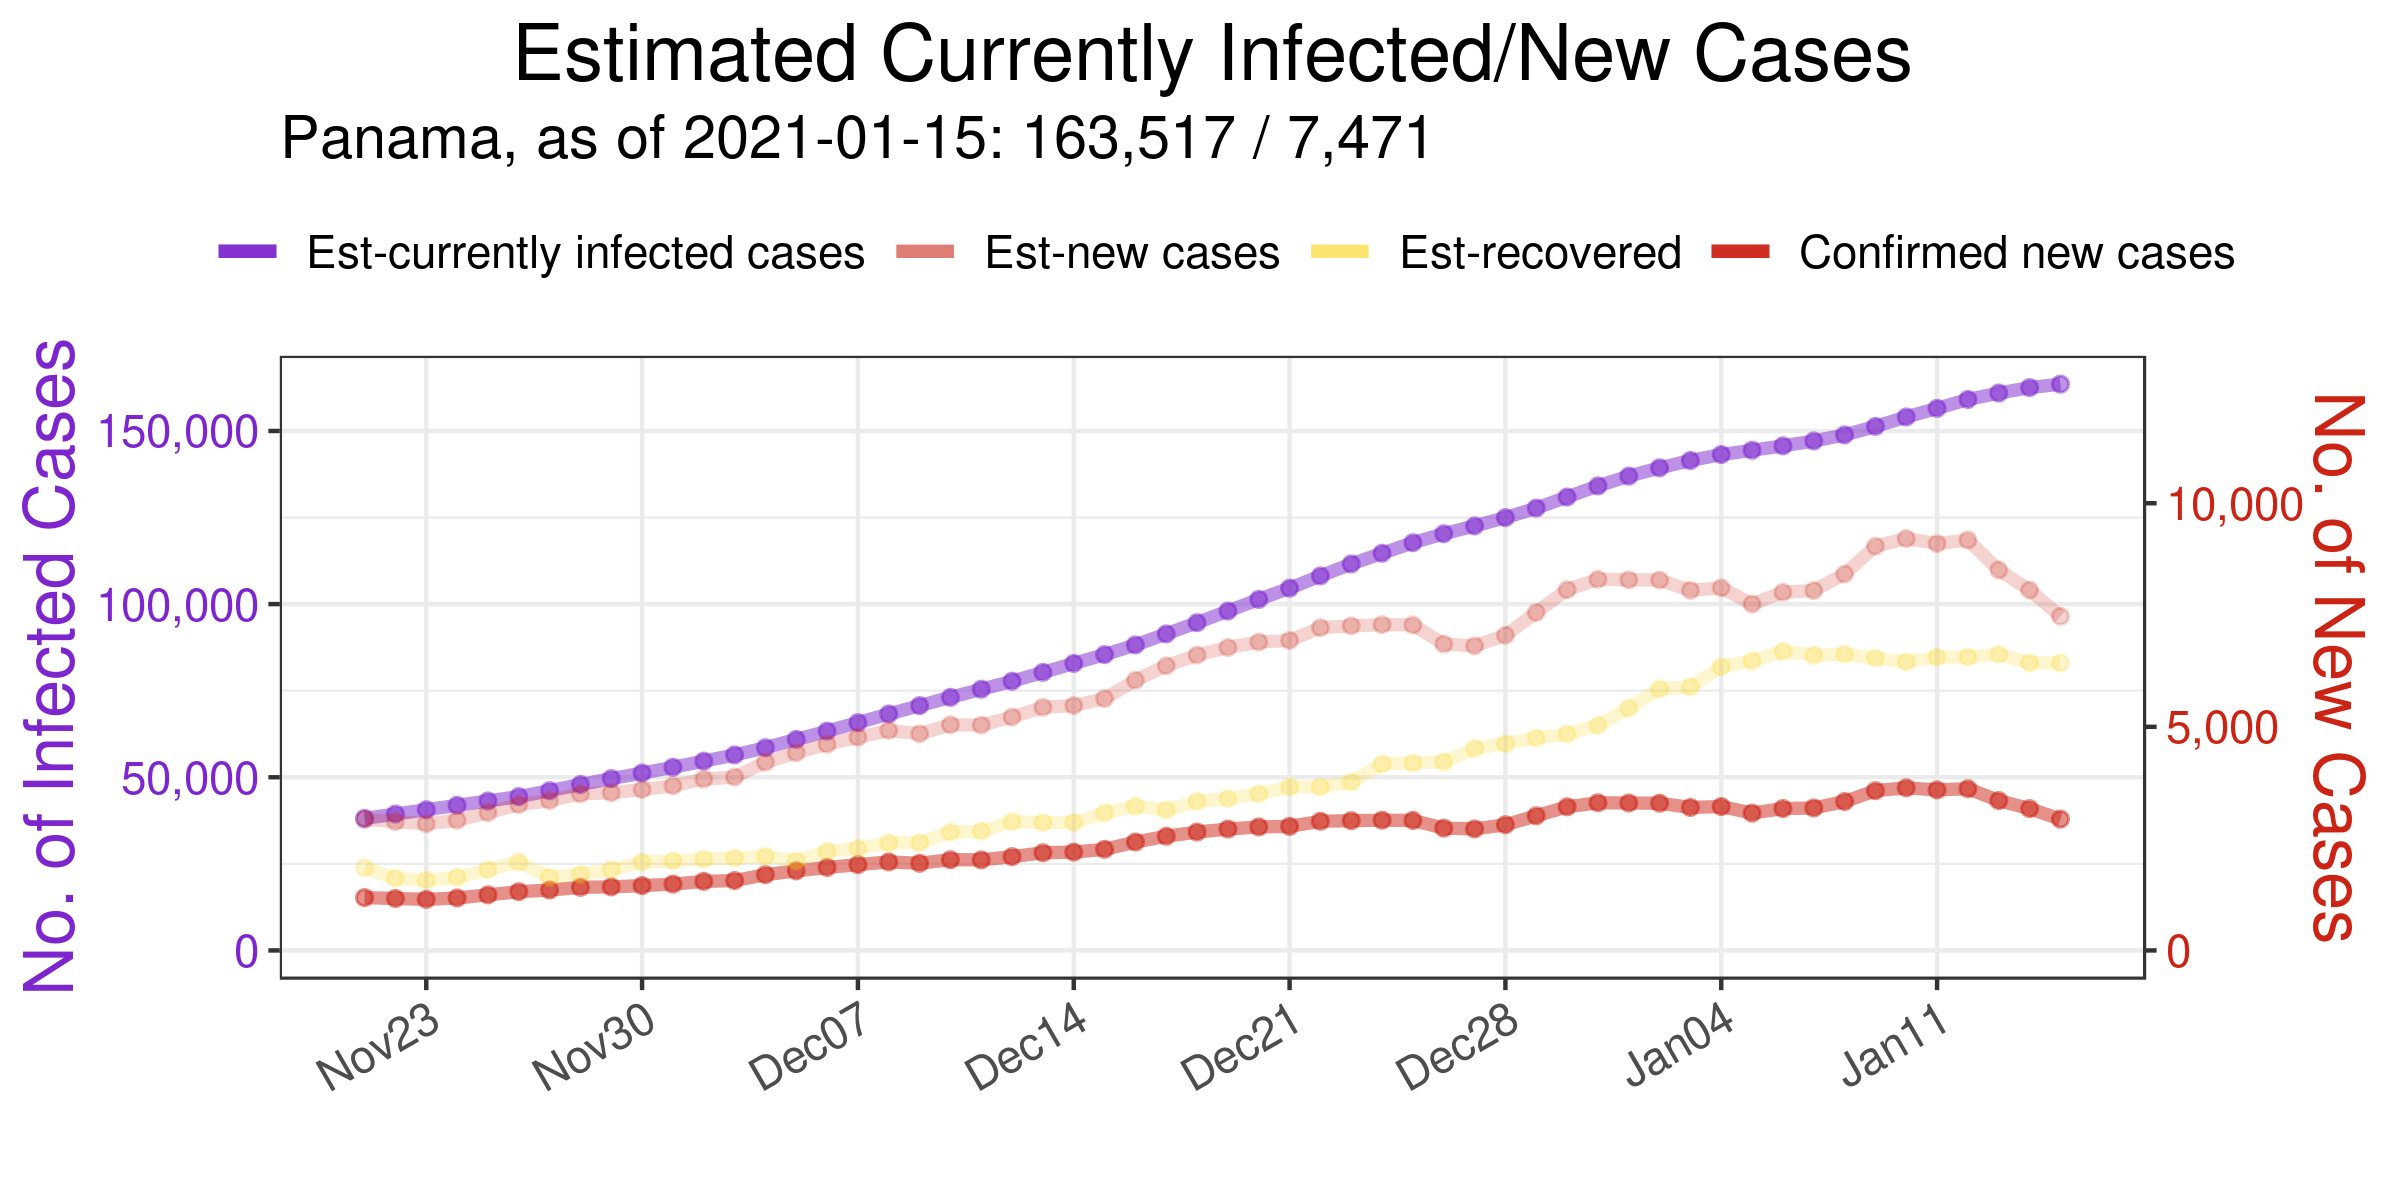 Estimated Currently Infected/New Cases
Panama, as of 2021-01-15: 163,517 / 7,471
Est-currently infected cases
Est-new cases
Est-recovered
Confirmed new cases
No. of Infected Cases
150,000
100,000
50,000
0
No. of New Cases
10,000
5,000
0
Nov23
Nov30
Dec07
Dec14
Dec21
Dec28
Jan04
Jan11